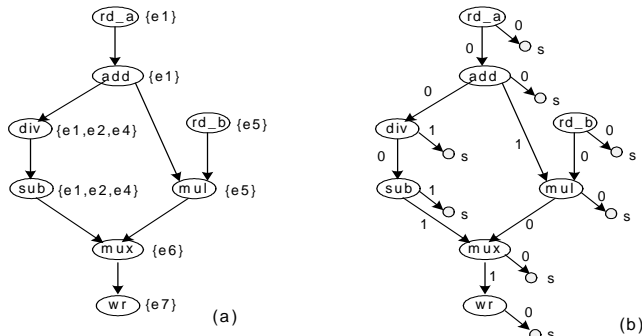 rd_a {e1}
add {e1}
div {e1,e2,e4}
rd_b {e5}
sub {e1,e2,e4}
mul {e5}
mux {e6}
wr {e7}
(a)
rd_a 0
0 s
add 0
0 s
div 1
1
rd_b 0
0 s
0 s
sub 1
mul 0
1 s
0 s
mux 0
1 s
wr 0
s
(b)